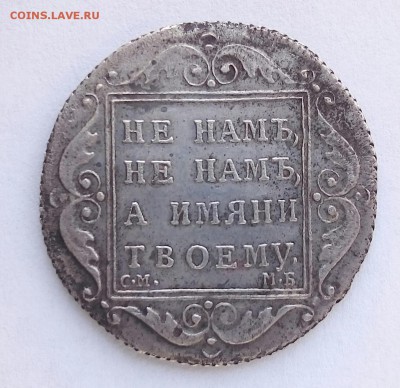 COINS.LAVE.RU
НЕ НАМЪ,
НЕ НАМЪ,
А ИМЯНИ
ТВОЕМУ.
С.М. М.Б